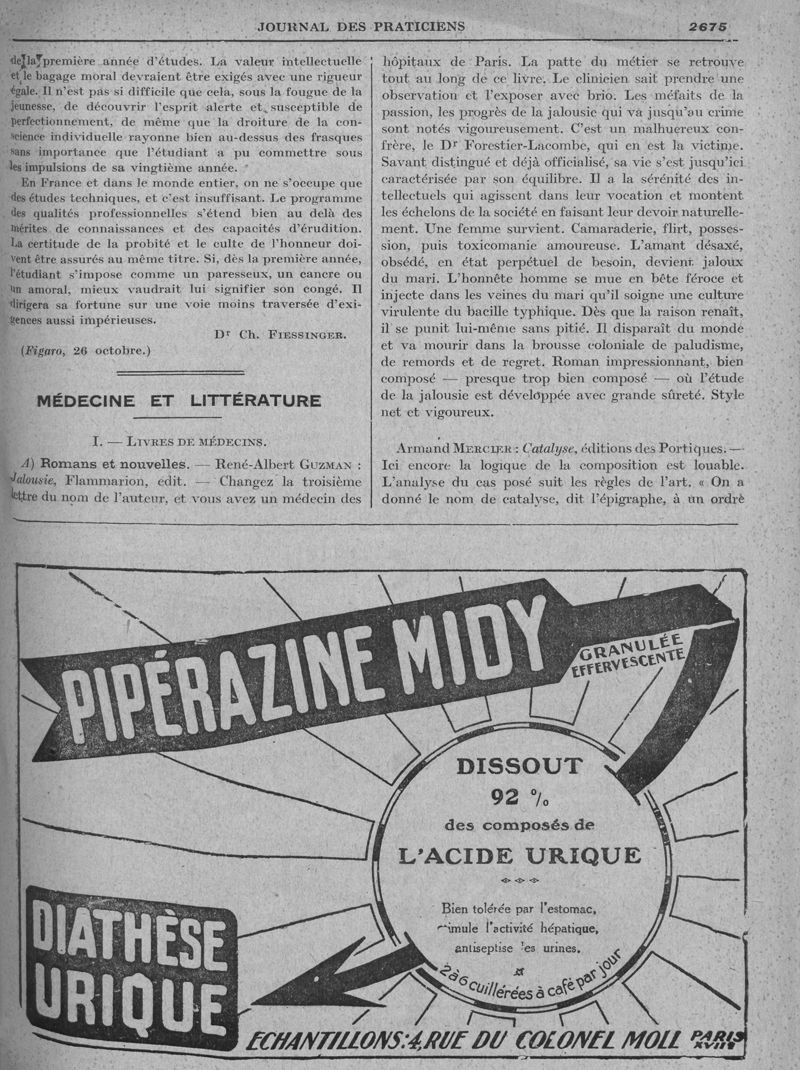 JOURNAL DES PRATICIENS 2675
de la première année d'études. La valeur intellectuelle
et le bagage moral devraient être exigés avec une rigueur
égale. Il n'est pas si difficile que cela, sous la fougue de la
jeunesse, de découvrir l'esprit alerte et susceptible de
perfectionnement, de même que la droiture de la con-
science individuelle rayonne bien au-dessus des frasques
sans importance que l'étudiant a pu commettre sous
les impulsions de sa vingtième année.
En France et dans le monde entier, on ne s'occupe que
des études techniques, et c'est insuffisant. Le programme
des qualités professionnelles s'étend bien au delà des
mérites de connaissances et des capacités d'érudition.
La certitude de la probité et le culte de l'honneur doi-
vent être assurés au même titre. Si, dès la première année,
l'étudiant s'impose comme un paresseux, un cancre ou
un amoral, mieux vaudrait lui signifier son congé. Il
dirigera sa fortune sur une voie moins traversée d'exi-
gences aussi impérieuses.
Dr Ch. FIESSINGER.
(Figaro, 26 octobre.)
MÉDECINE ET LITTÉRATURE
I. — LIVRES DE MÉDECINS.
A) Romans et nouvelles. — René-Albert GUZMAN :
Jalousie, Flammarion, edit. — Changez la troisième
lettre du nom de l'auteur, et vous avez un médecin des
hôpitaux de Paris. La patte du métier se retrouve
tout au long de ce livre. Le clinicien sait prendre une
observation et l'exposer avec brio. Les méfaits de la
passion, les progrès de la jalousie qui va jusqu'au crime
sont notés vigoureusement. C'est un malhuereux con-
frère, le Dr Forestier-Lacombe, qui en est la victime.
Savant distingué et déjà officialisé, sa vie s'est jusqu'ici
caractérisée par son équilibre. Il a la sérénité des in-
tellectuels qui agissent dans leur vocation et montent
les échelons de la société en faisant leur devoir naturelle-
ment. Une femme survient. Camaraderie, flirt, posses-
sion, puis toxicomanie amoureuse. L'amant désaxé,
obsédé, en état perpétuel de besoin, devient jaloux
du mari. L'honnête homme se mue en bête féroce et
injecte dans les veines du mari qu'il soigne une culture
virulente du bacille typhique. Dès que la raison renaît,
il se punit lui-même sans pitié. Il disparaît du monde
et va mourir dans la brousse coloniale de paludisme,
de remords et de regret. Roman impressionnant, bien
composé — presque trop bien composé — où l'étude
de la jalousie est développée avec grande sûreté. Style
net et vigoureux.
Armand MERCIER : Catalyse, éditions des Portiques. —
Ici encore la logique de la composition est louable.
L'analyse du cas posé suit les règles de l'art. « On a
donné le nom de catalyse, dit l'épigraphe, à un ordre
PIPÉRAZINE MIDY
GRANULÉE
EFFERVESCENTE
DISSOUT
92 %
des composés de
L'ACIDE URIQUE
Bien tolérée par l'estomac,
stimule l'activité hépatique,
antiseptise les urines.
2 à 6 cuillérées à café par jour
DIATHÈSE
URIQUE
ECHANTILLONS: 4, RUE DU COLONEL MOLL PARIS
XVIIe